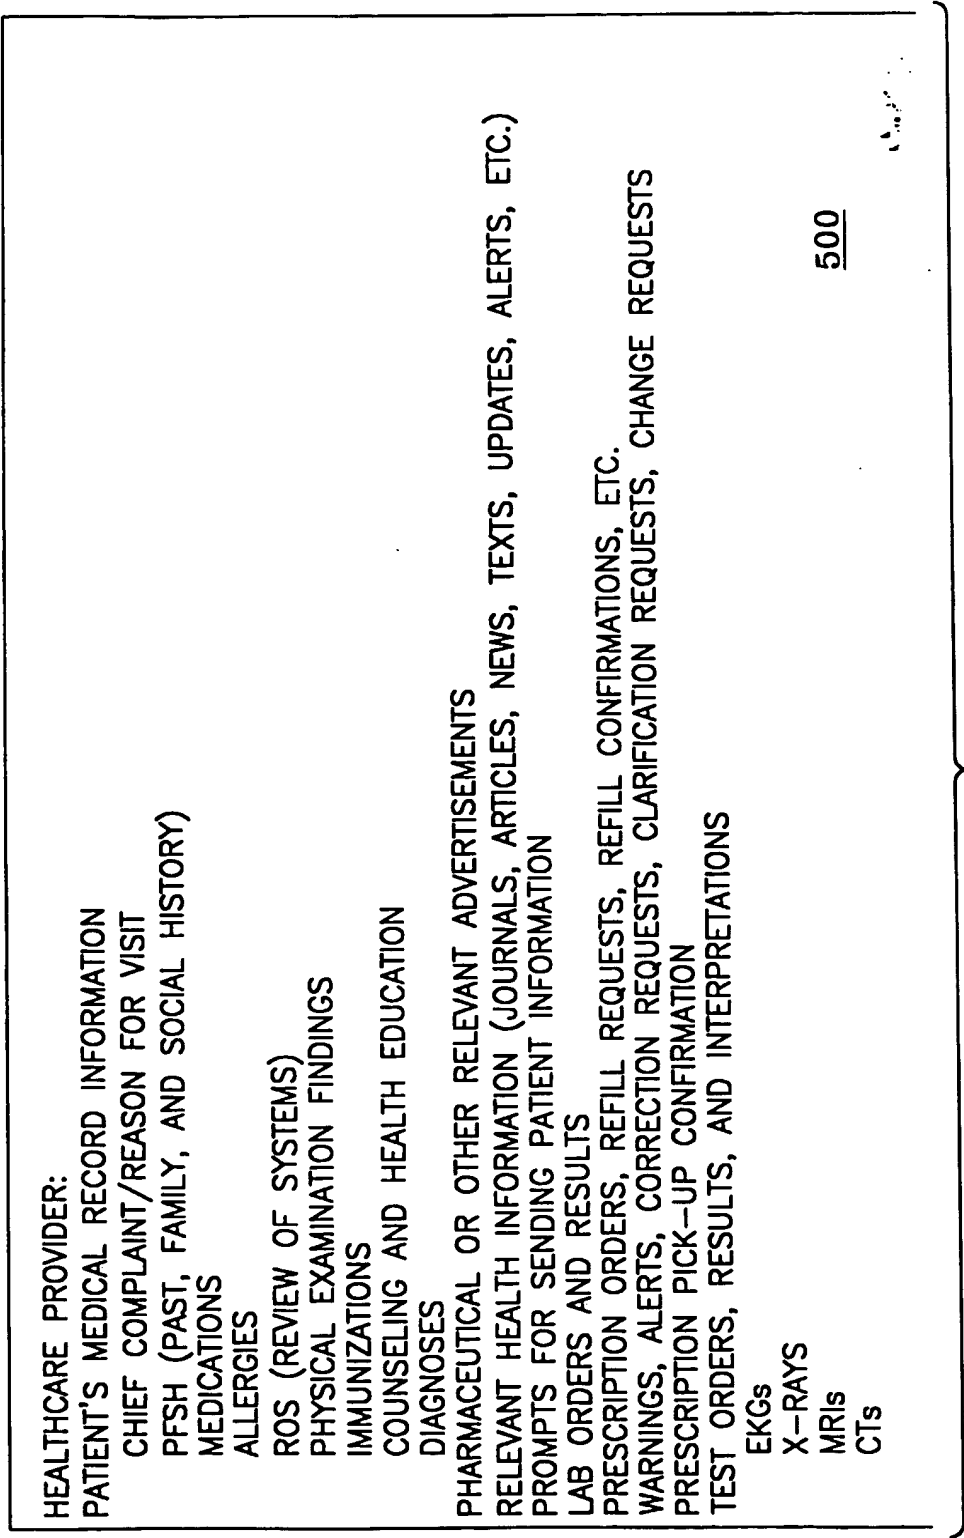 HEALTHCARE PROVIDER:
PATIENT'S MEDICAL RECORD INFORMATION
CHIEF COMPLAINT/REASON FOR VISIT
PFSH (PAST, FAMILY, AND SOCIAL HISTORY)
MEDICATIONS
ALLERGIES
ROS (REVIEW OF SYSTEMS)
PHYSICAL EXAMINATION FINDINGS
IMMUNIZATIONS
COUNSELING AND HEALTH EDUCATION
DIAGNOSES
PHARMACEUTICAL OR OTHER RELEVANT ADVERTISEMENTS
RELEVANT HEALTH INFORMATION (JOURNALS, ARTICLES, NEWS, TEXTS, UPDATES, ALERTS, ETC.)
PROMPTS FOR SENDING PATIENT INFORMATION
LAB ORDERS AND RESULTS
PRESCRIPTION ORDERS, REFILL REQUESTS, REFILL CONFIRMATIONS, ETC.
WARNINGS, ALERTS, CORRECTION REQUESTS, CLARIFICATION REQUESTS, CHANGE REQUESTS
PRESCRIPTION PICK-UP CONFIRMATION
TEST ORDERS, RESULTS, AND INTERPRETATIONS
EKGs
X-RAYS
MRIs
CTs
500